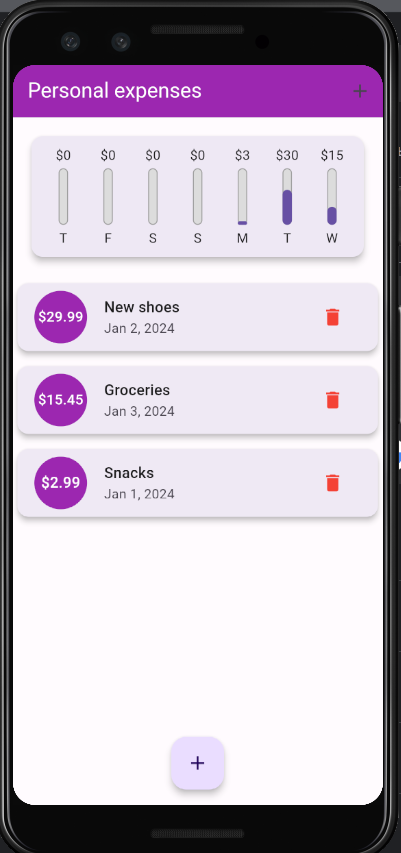 Personal expenses
$0 $0 $0 $0 $3 $30 $15
T F S S M T W
$29.99
New shoes
Jan 2, 2024
$15.45
Groceries
Jan 3, 2024
$2.99
Snacks
Jan 1, 2024